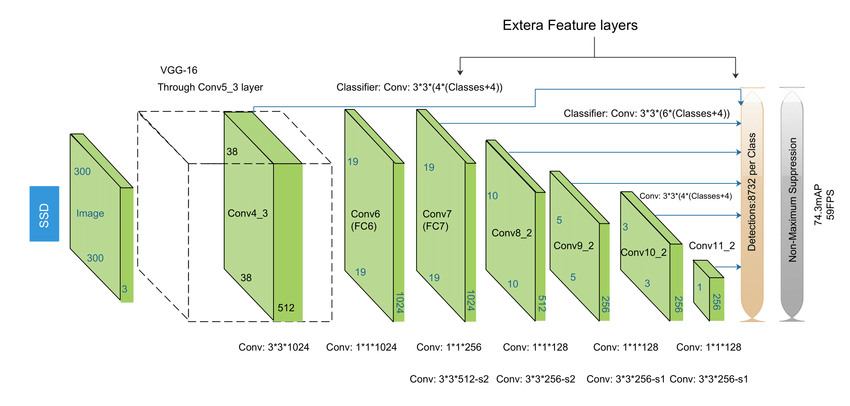 Extera Feature layers
VGG-16
Through Conv5_3 layer
Classifier: Conv: 3*3*(4*(Classes+4))
Classifier: Conv: 3*3*(6*(Classes+4))
Conv: 3*3*(4*(Classes+4)
SSD
300
Image
300
3
38
Conv4_3
38
512
19
Conv6
(FC6)
19
1024
19
Conv7
(FC7)
19
1024
10
Conv8_2
10
512
5
Conv9_2
5
256
3
Conv10_2
3
256
Conv11_2
1
256
Detections:8732 per Class
Non-Maximum Suppression
74.3mAP
59FPS
Conv: 3*3*1024
Conv: 1*1*1024
Conv: 1*1*256
Conv: 1*1*128
Conv: 1*1*128
Conv: 1*1*128
Conv: 3*3*512-s2
Conv: 3*3*256-s2
Conv: 3*3*256-s1
Conv: 3*3*256-s1